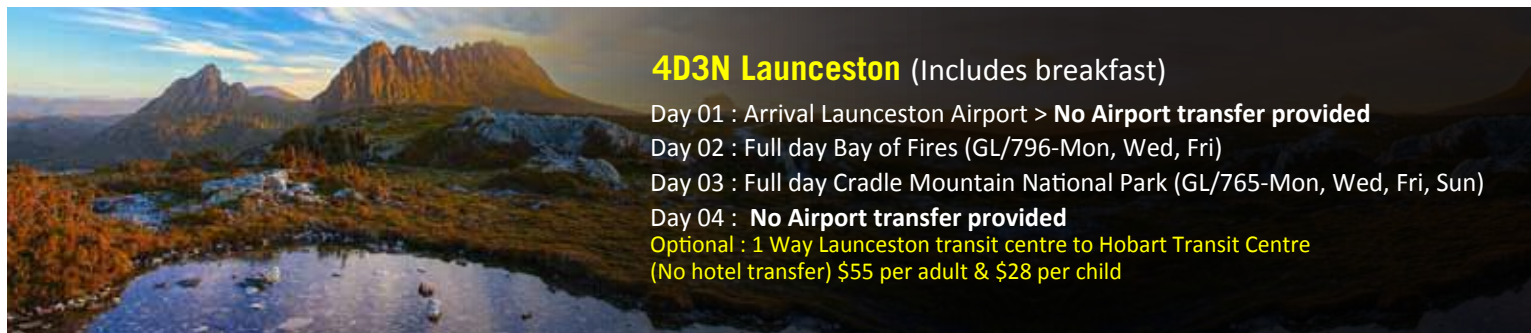 4D3N Launceston (Includes breakfast)
Day 01 : Arrival Launceston Airport > No Airport transfer provided
Day 02 : Full day Bay of Fires (GL/796-Mon, Wed, Fri)
Day 03 : Full day Cradle Mountain National Park (GL/765-Mon, Wed, Fri, Sun)
Day 04 : No Airport transfer provided
Optional : 1 Way Launceston transit centre to Hobart Transit Centre
(No hotel transfer) $55 per adult & $28 per child